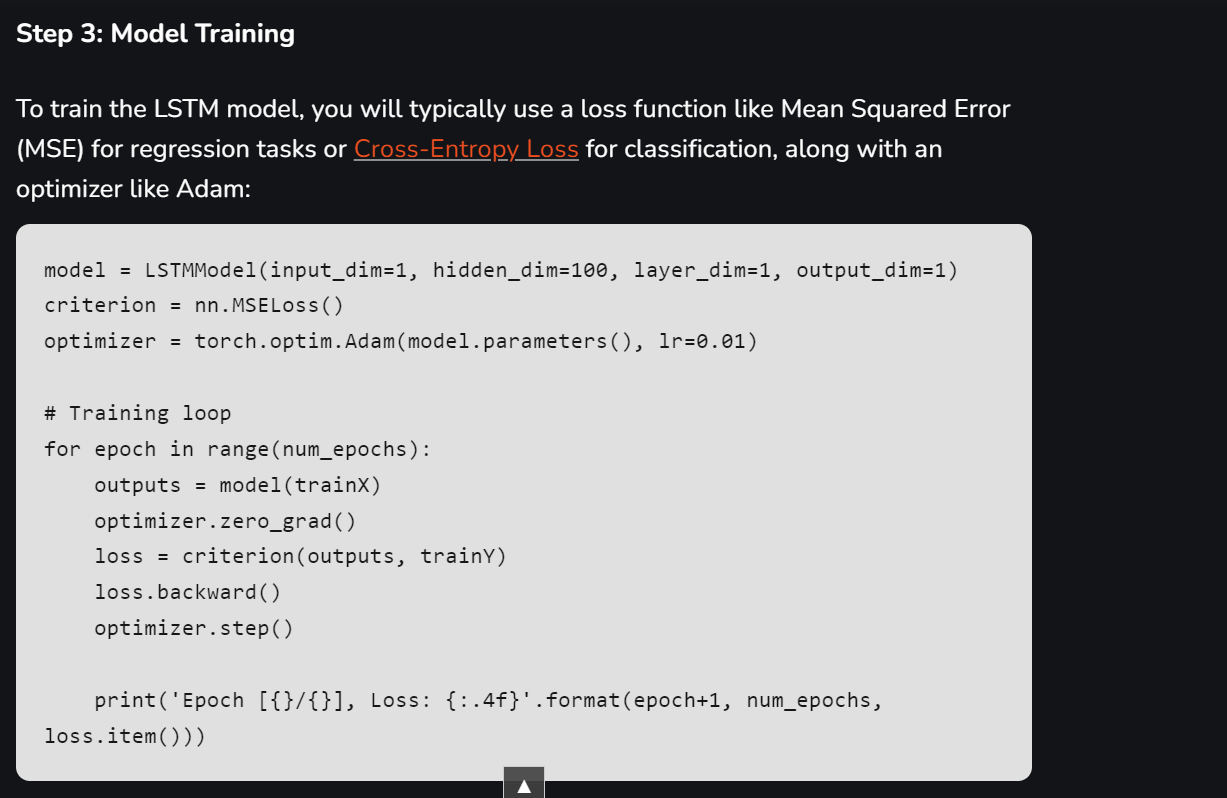 Step 3: Model Training
To train the LSTM model, you will typically use a loss function like Mean Squared Error
(MSE) for regression tasks or Cross-Entropy Loss for classification, along with an
optimizer like Adam:
model = LSTMModel(input_dim=1, hidden_dim=100, layer_dim=1, output_dim=1)
criterion = nn.MSELoss()
optimizer = torch.optim.Adam(model.parameters(), lr=0.01)
# Training loop
for epoch in range(num_epochs):
    outputs = model(trainX)
    optimizer.zero_grad()
    loss = criterion(outputs, trainY)
    loss.backward()
    optimizer.step()
    print('Epoch [{}/{}], Loss: {:.4f}'.format(epoch+1, num_epochs,
loss.item()))